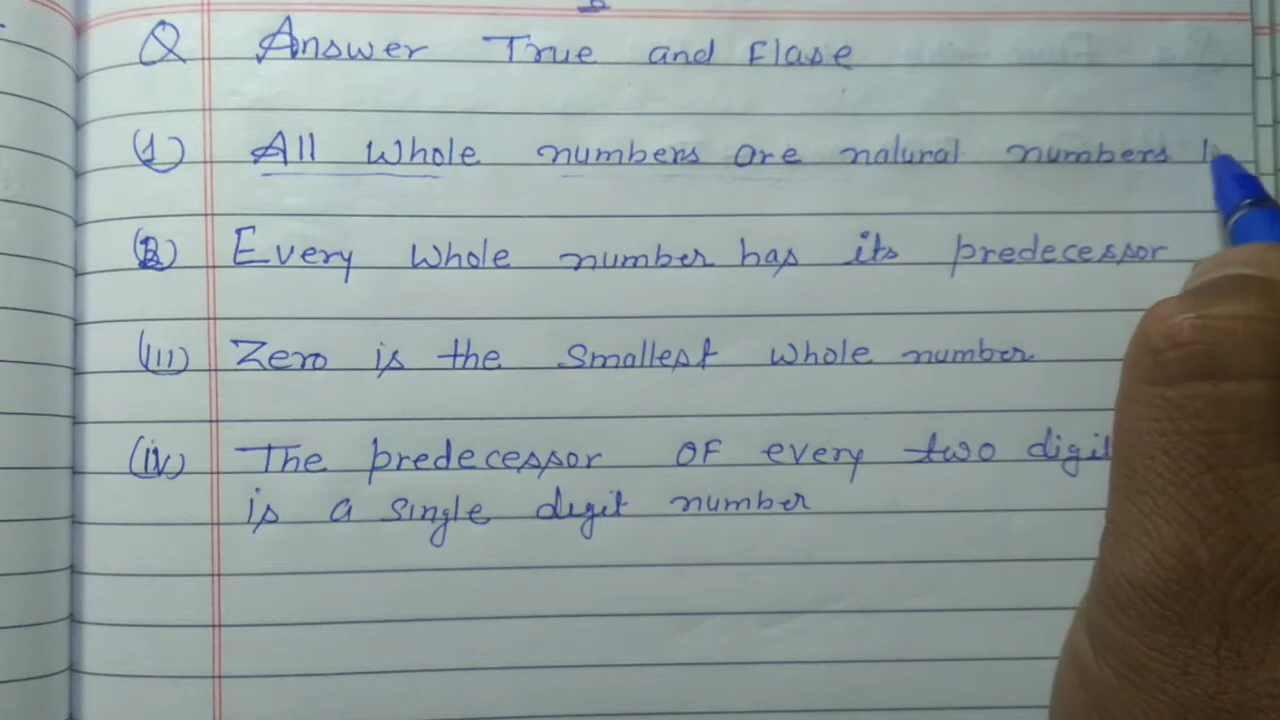 Q Answer True and Flase
(1) All Whole numbers are natural numbers
(2) Every Whole number has its predecessor
(III) Zero is the Smallest Whole number
(iv) The predecessor OF every two digit
is a single digit number